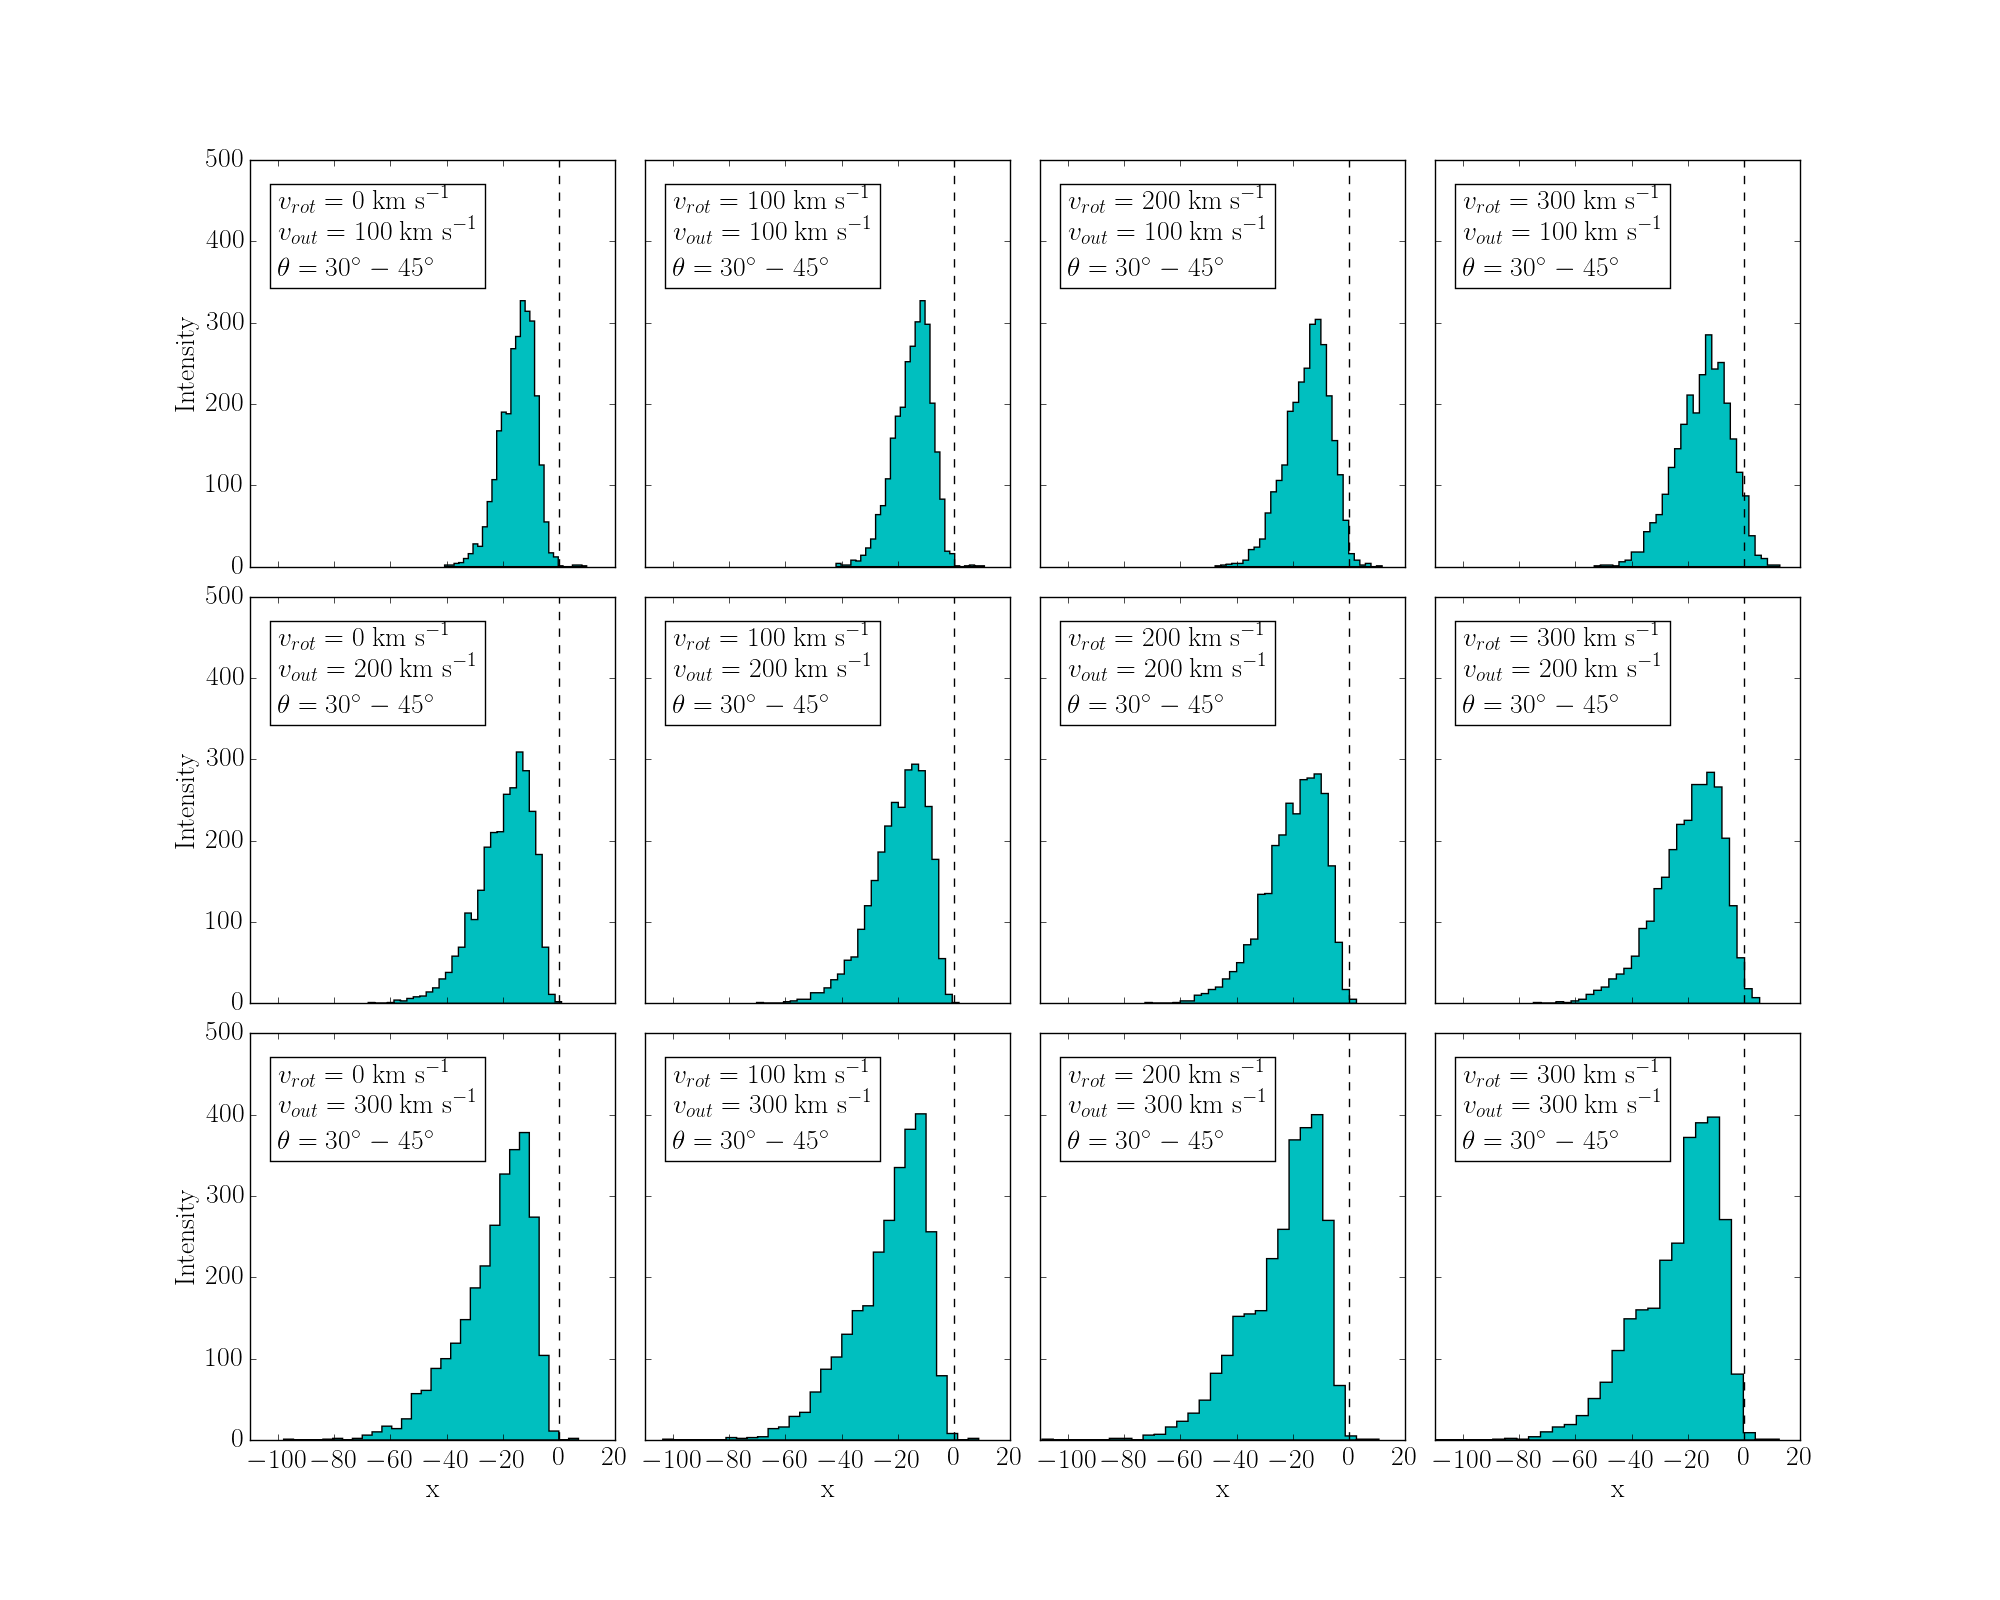 500
400
300
200
100
0
Intensity
v_rot = 0 km s⁻¹
v_out = 100 km s⁻¹
θ = 30° − 45°
v_rot = 100 km s⁻¹
v_out = 100 km s⁻¹
θ = 30° − 45°
v_rot = 200 km s⁻¹
v_out = 100 km s⁻¹
θ = 30° − 45°
v_rot = 300 km s⁻¹
v_out = 100 km s⁻¹
θ = 30° − 45°
500
400
300
200
100
0
Intensity
v_rot = 0 km s⁻¹
v_out = 200 km s⁻¹
θ = 30° − 45°
v_rot = 100 km s⁻¹
v_out = 200 km s⁻¹
θ = 30° − 45°
v_rot = 200 km s⁻¹
v_out = 200 km s⁻¹
θ = 30° − 45°
v_rot = 300 km s⁻¹
v_out = 200 km s⁻¹
θ = 30° − 45°
500
400
300
200
100
0
Intensity
v_rot = 0 km s⁻¹
v_out = 300 km s⁻¹
θ = 30° − 45°
v_rot = 100 km s⁻¹
v_out = 300 km s⁻¹
θ = 30° − 45°
v_rot = 200 km s⁻¹
v_out = 300 km s⁻¹
θ = 30° − 45°
v_rot = 300 km s⁻¹
v_out = 300 km s⁻¹
θ = 30° − 45°
−100 −80 −60 −40 −20 0 20
x
−100 −80 −60 −40 −20 0 20
x
−100 −80 −60 −40 −20 0 20
x
−100 −80 −60 −40 −20 0 20
x